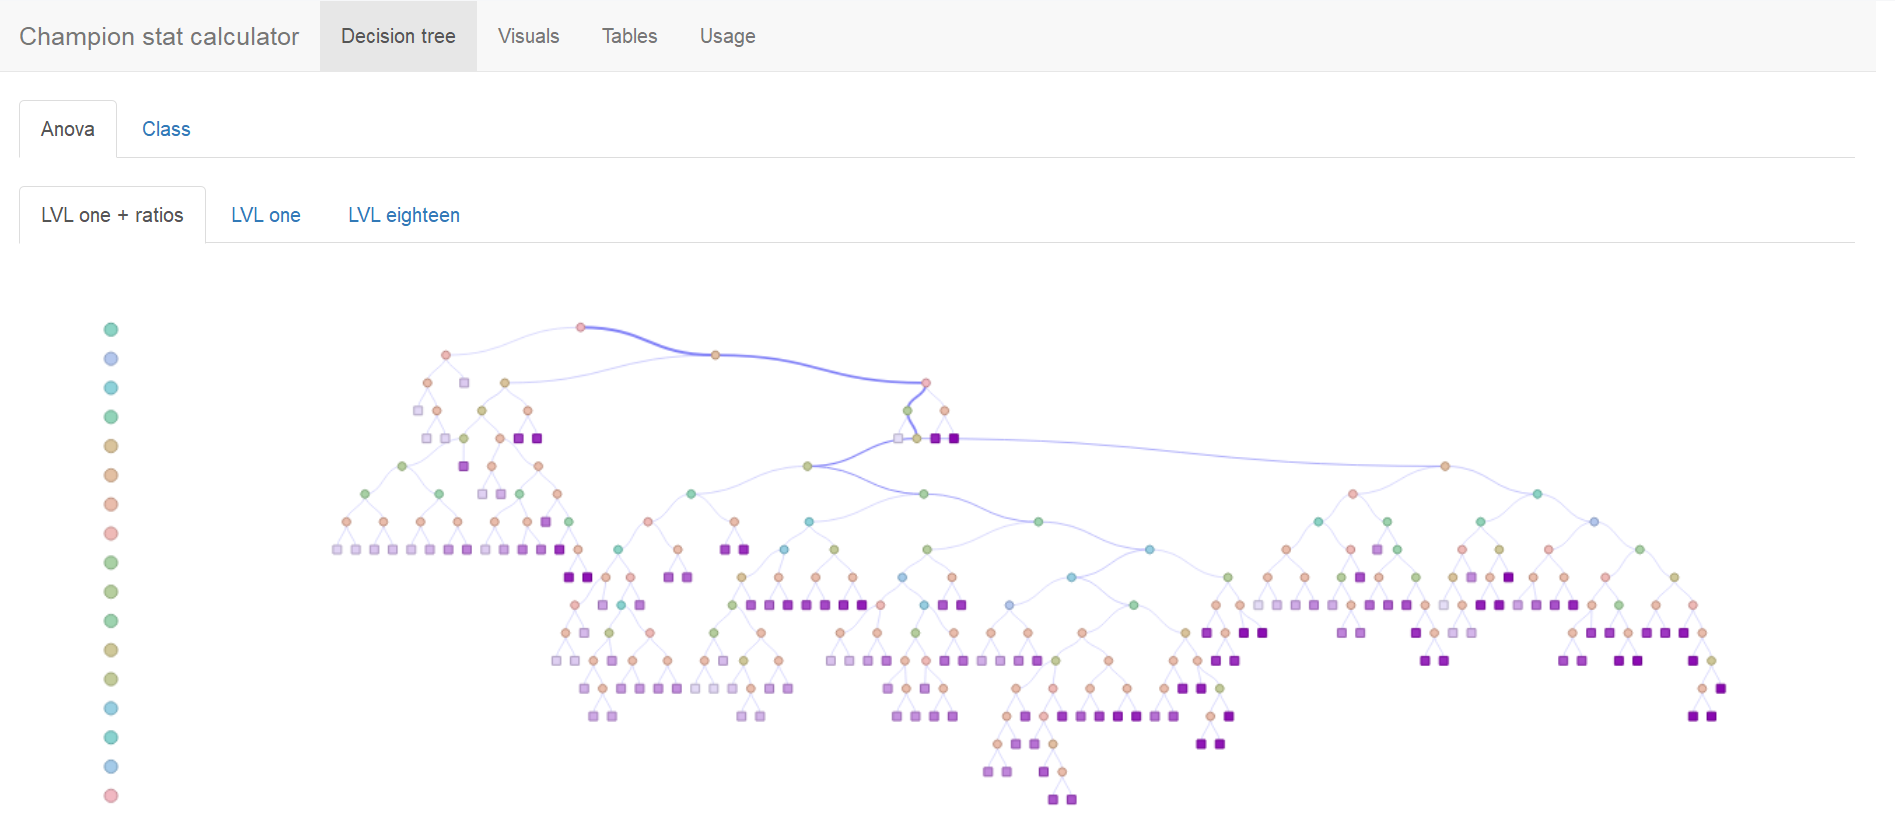 Champion stat calculator Decision tree Visuals Tables Usage
Anova Class
LVL one + ratios LVL one LVL eighteen